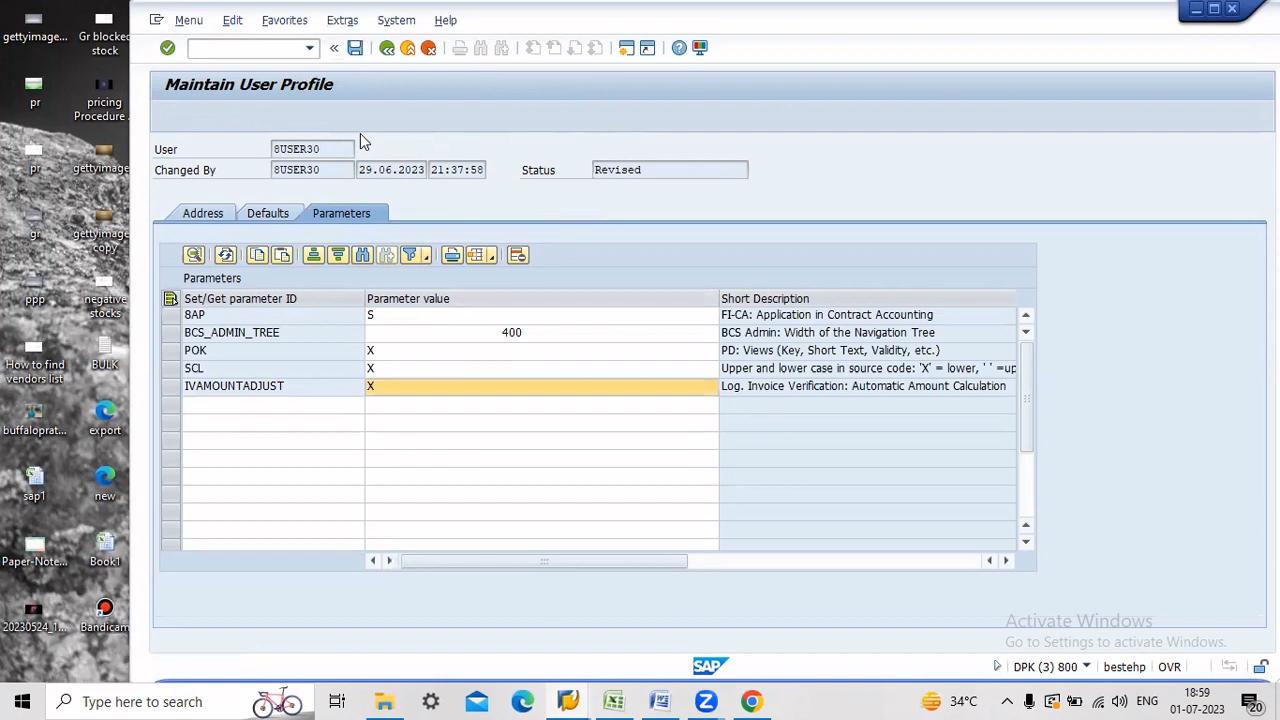 Menu Edit Favorites Extras System Help
Maintain User Profile
User 8USER30
Changed By 8USER30 29.06.2023 21:37:58 Status Revised
Address Defaults Parameters
Parameters
Set/Get parameter ID Parameter value Short Description
8AP S FI-CA: Application in Contract Accounting
BCS_ADMIN_TREE 400 BCS Admin: Width of the Navigation Tree
POK X PD: Views (Key, Short Text, Validity, etc.)
SCL X Upper and lower case in source code: 'X' = lower, ' ' =up
IVAMOUNTADJUST X Log. Invoice Verification: Automatic Amount Calculation
Activate Windows
Go to Settings to activate Windows.
SAP DPK (3) 800 bestehp OVR
gettyimage...
Gr blocked
stock
pr
pricing
Procedure .
pr
gettyimage...
gr
gettyimage
copy
ppp
negative
stocks
How to find
vendors list
BULK
buffaloprat...
export
sap1
new
Paper-Note...
Book1
20230524_1...
Bandicam
Type here to search
34°C
ENG
18:59
01-07-2023
20